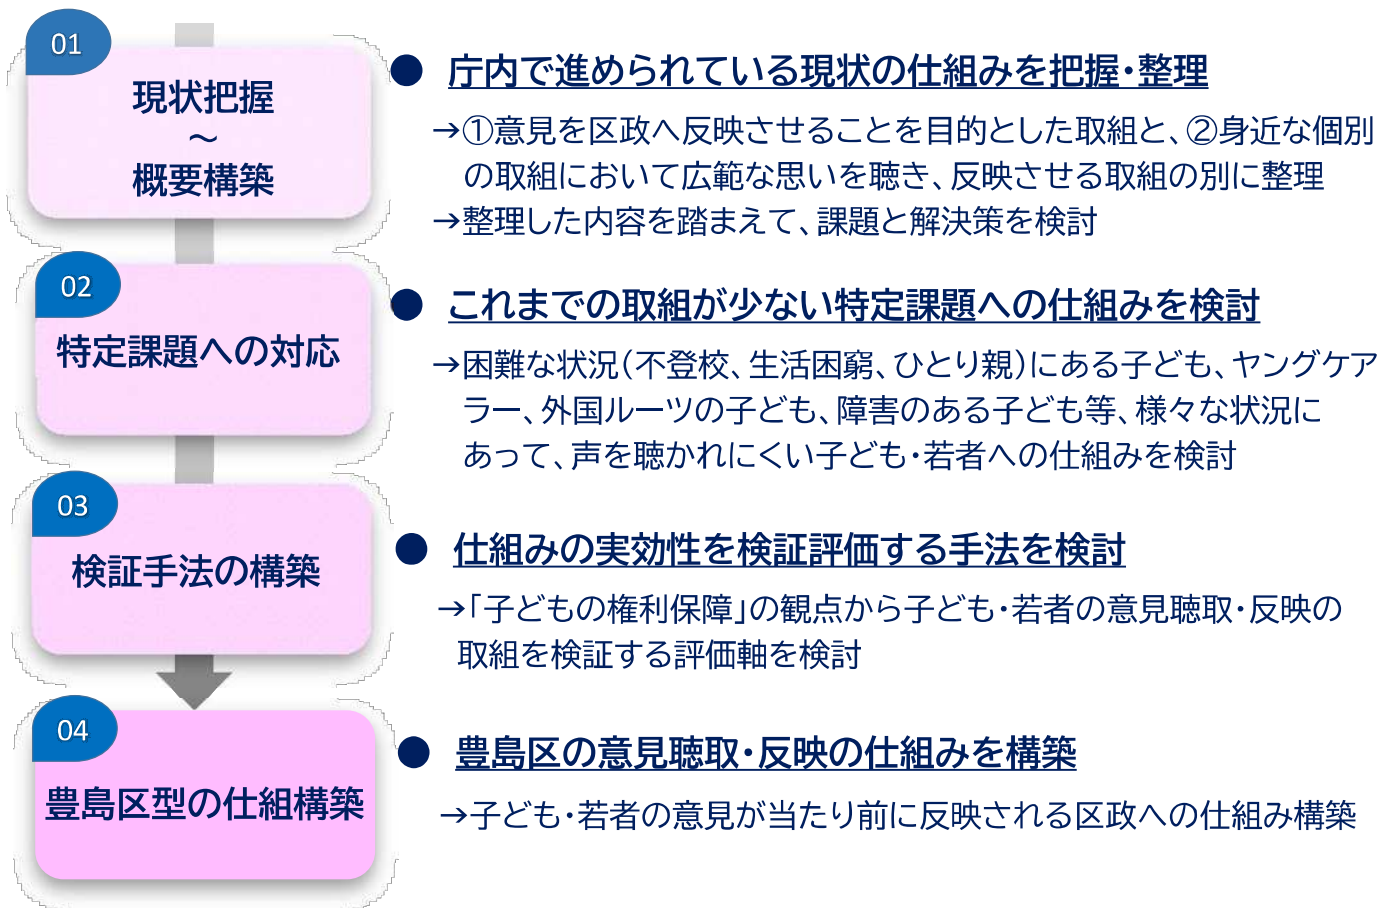 01
現状把握
～
概要構築
● 庁内で進められている現状の仕組みを把握・整理
→①意見を区政へ反映させることを目的とした取組と、②身近な個別
の取組において広範な思いを聴き、反映させる取組の別に整理
→整理した内容を踏まえて、課題と解決策を検討
02
特定課題への対応
● これまでの取組が少ない特定課題への仕組みを検討
→困難な状況（不登校、生活困窮、ひとり親）にある子ども、ヤングケア
ラー、外国ルーツの子ども、障害のある子ども等、様々な状況に
あって、声を聴かれにくい子ども・若者への仕組みを検討
03
検証手法の構築
● 仕組みの実効性を検証評価する手法を検討
→「子どもの権利保障」の観点から子ども・若者の意見聴取・反映の
取組を検証する評価軸を検討
04
豊島区型の仕組構築
● 豊島区の意見聴取・反映の仕組みを構築
→子ども・若者の意見が当たり前に反映される区政への仕組み構築